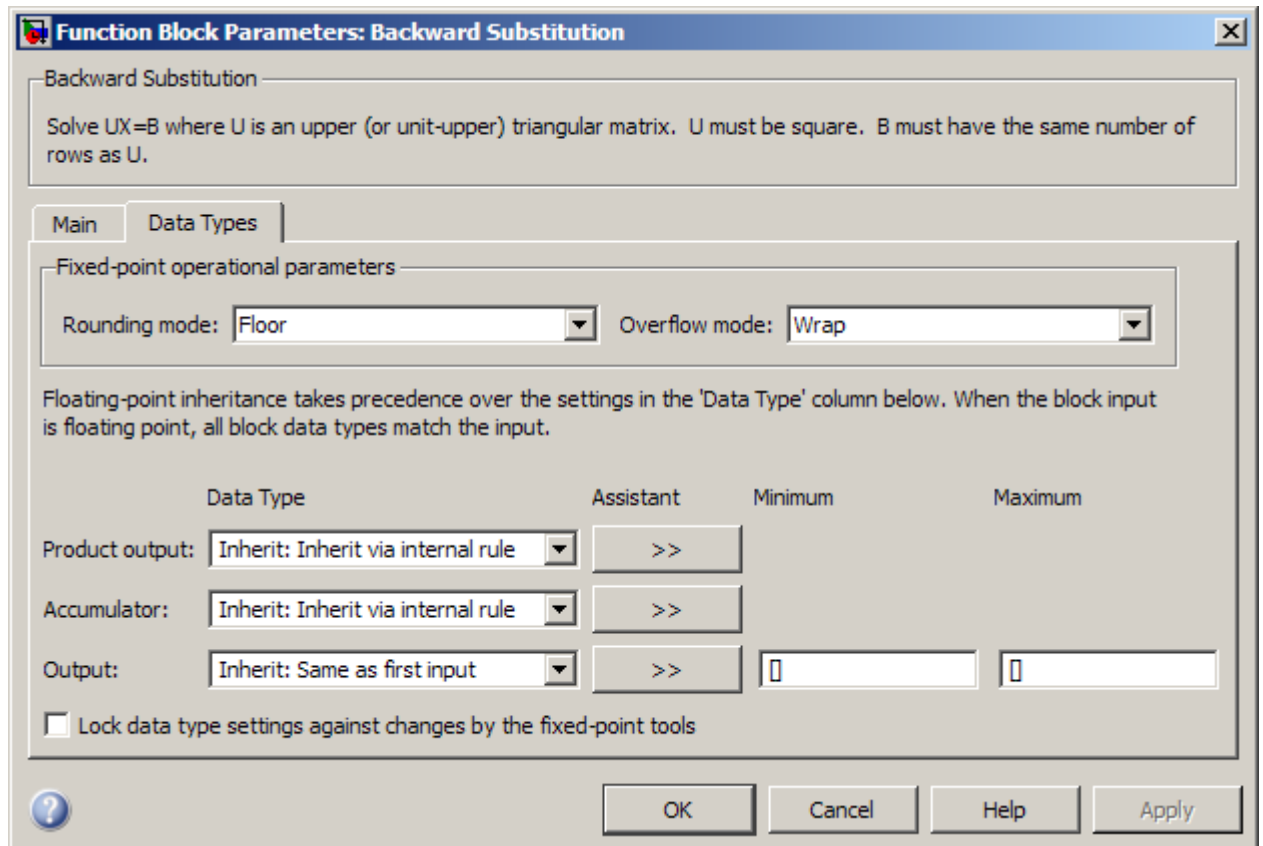 Function Block Parameters: Backward Substitution
Backward Substitution
Solve UX=B where U is an upper (or unit-upper) triangular matrix.  U must be square.  B must have the same number of
rows as U.
Main Data Types
Fixed-point operational parameters
Rounding mode: Floor Overflow mode: Wrap
Floating-point inheritance takes precedence over the settings in the 'Data Type' column below. When the block input
is floating point, all block data types match the input.
Data Type Assistant Minimum Maximum
Product output: Inherit: Inherit via internal rule >>
Accumulator: Inherit: Inherit via internal rule >>
Output: Inherit: Same as first input >> [] []
Lock data type settings against changes by the fixed-point tools
? OK Cancel Help Apply